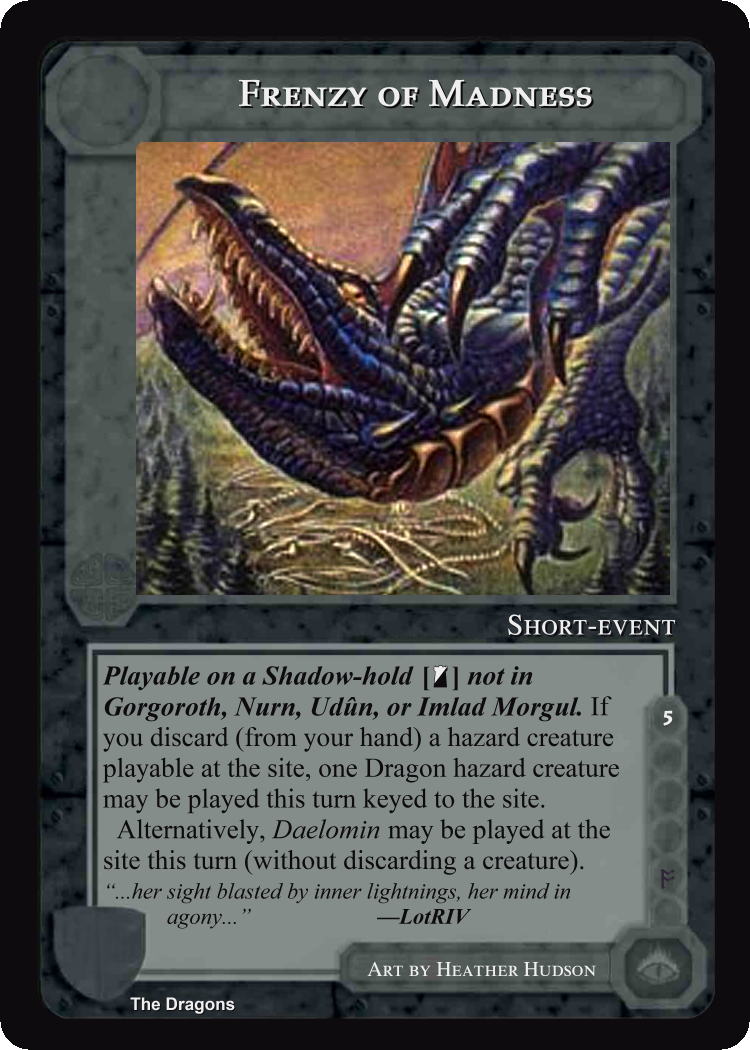 Frenzy of Madness
Short-event
Playable on a Shadow-hold [] not in
Gorgoroth, Nurn, Udûn, or Imlad Morgul. If
you discard (from your hand) a hazard creature
playable at the site, one Dragon hazard creature
may be played this turn keyed to the site.
Alternatively, Daelomin may be played at the
site this turn (without discarding a creature).
“...her sight blasted by inner lightnings, her mind in
agony...” —LotRIV
5
Art by Heather Hudson
The Dragons